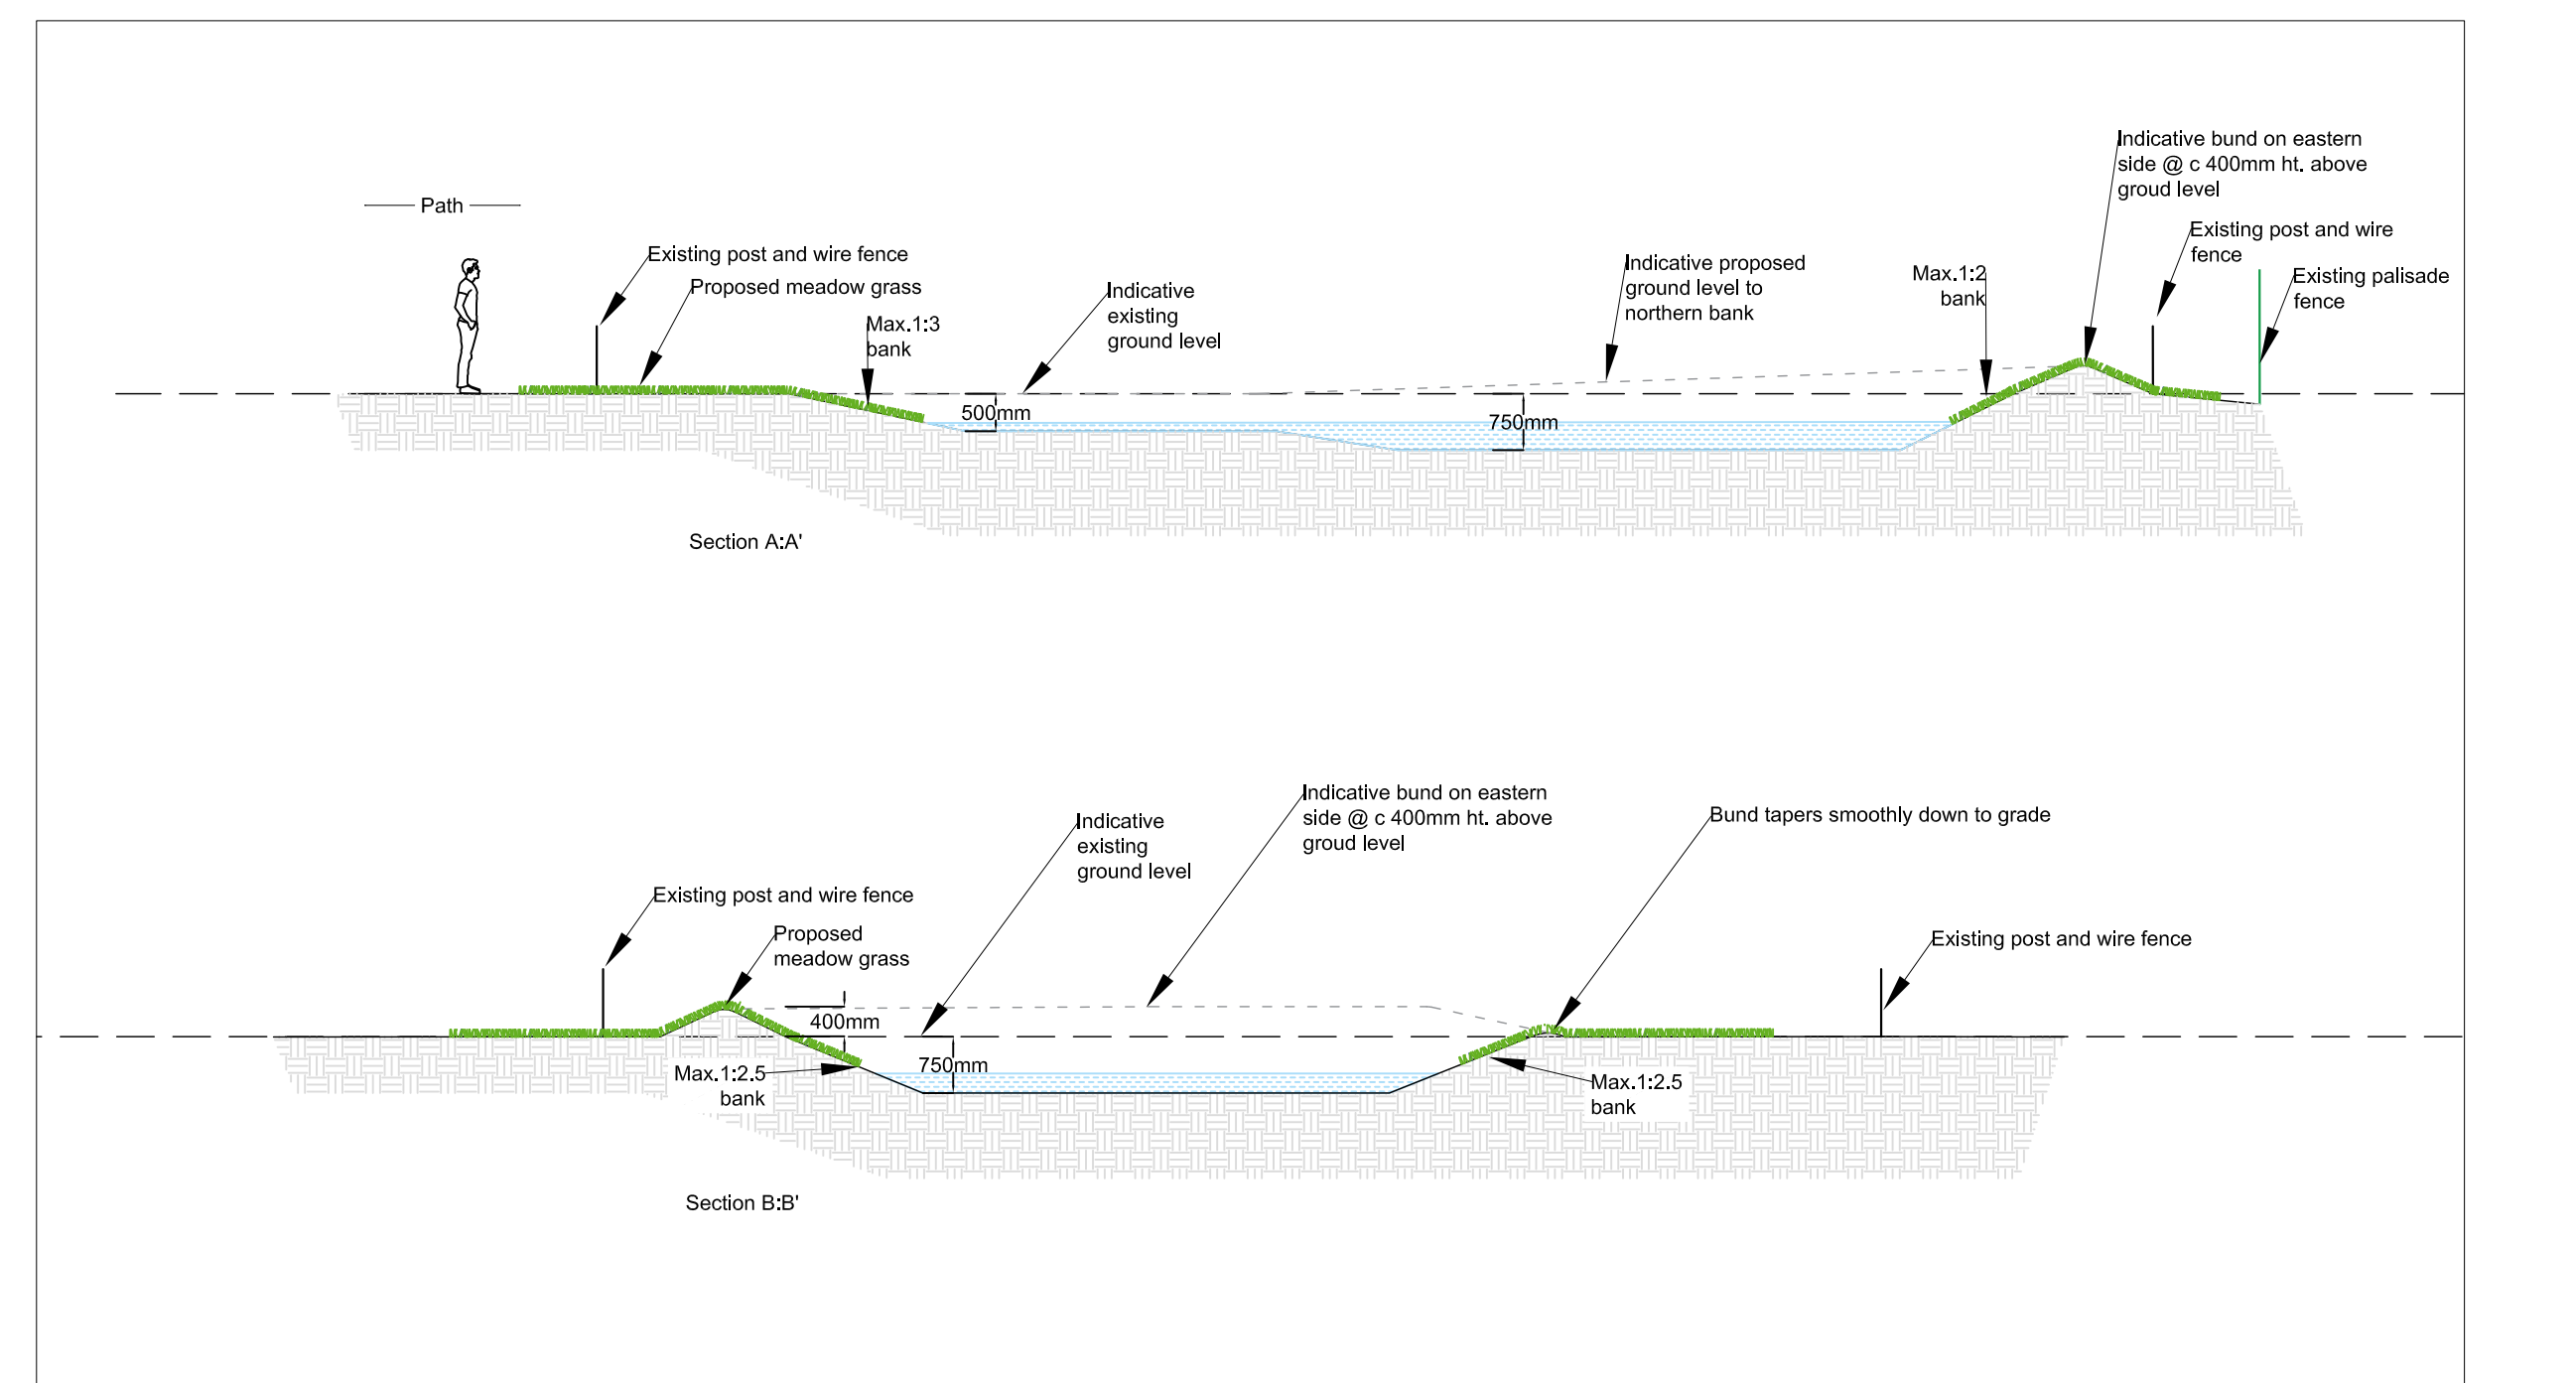 Path
Existing post and wire fence
Proposed meadow grass
Max.1:3
bank
Indicative
existing
ground level
500mm
Indicative proposed
ground level to
northern bank
750mm
Max.1:2
bank
Indicative bund on eastern
side @ c 400mm ht. above
groud level
Existing post and wire
fence
Existing palisade
fence
Section A:A'
Existing post and wire fence
Proposed
meadow grass
400mm
Max.1:2.5
bank
750mm
Indicative
existing
ground level
Indicative bund on eastern
side @ c 400mm ht. above
groud level
Bund tapers smoothly down to grade
Max.1:2.5
bank
Existing post and wire fence
Section B:B'